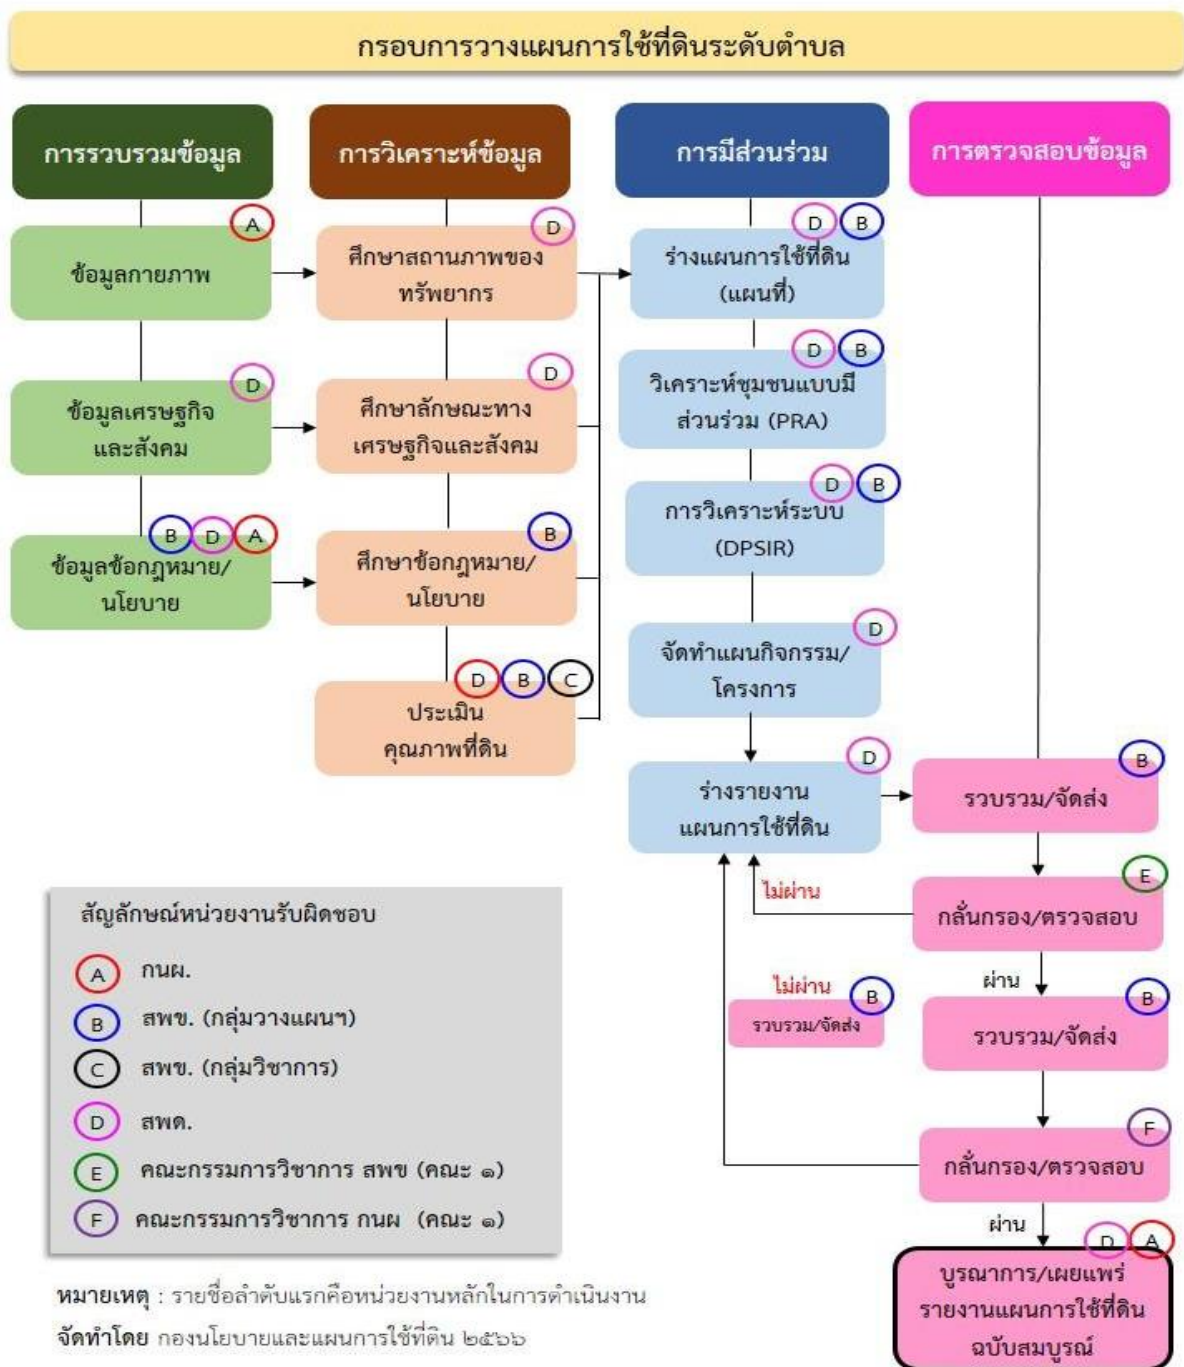 กรอบการวางแผนการใช้ที่ดินระดับตำบล
การรวบรวมข้อมูล
A
ข้อมูลกายภาพ
D
ข้อมูลเศรษฐกิจ
และสังคม
B D A
ข้อมูลข้อกฎหมาย/
นโยบาย
การวิเคราะห์ข้อมูล
D
ศึกษาสถานภาพของ
ทรัพยากร
D
ศึกษาลักษณะทาง
เศรษฐกิจและสังคม
B
ศึกษาข้อกฎหมาย/
นโยบาย
D B C
ประเมิน
คุณภาพที่ดิน
การมีส่วนร่วม
D B
ร่างแผนการใช้ที่ดิน
(แผนที่)
D B
วิเคราะห์ชุมชนแบบมี
ส่วนร่วม (PRA)
D B
การวิเคราะห์ระบบ
(DPSIR)
D
จัดทำแผนกิจกรรม/
โครงการ
D
ร่างรายงาน
แผนการใช้ที่ดิน
การตรวจสอบข้อมูล
B
รวบรวม/จัดส่ง
E
กลั่นกรอง/ตรวจสอบ
ไม่ผ่าน
ผ่าน
B
รวบรวม/จัดส่ง
ไม่ผ่าน
B
รวบรวม/จัดส่ง
F
กลั่นกรอง/ตรวจสอบ
ผ่าน
D A
บูรณาการ/เผยแพร่
รายงานแผนการใช้ที่ดิน
ฉบับสมบูรณ์
สัญลักษณ์หน่วยงานรับผิดชอบ
A กนผ.
B สพข. (กลุ่มวางแผนฯ)
C สพข. (กลุ่มวิชาการ)
D สพด.
E คณะกรรมการวิชาการ สพข (คณะ ๑)
F คณะกรรมการวิชาการ กนผ (คณะ ๑)
หมายเหตุ : รายชื่อลำดับแรกคือหน่วยงานหลักในการดำเนินงาน
จัดทำโดย กองนโยบายและแผนการใช้ที่ดิน ๒๕๖๖